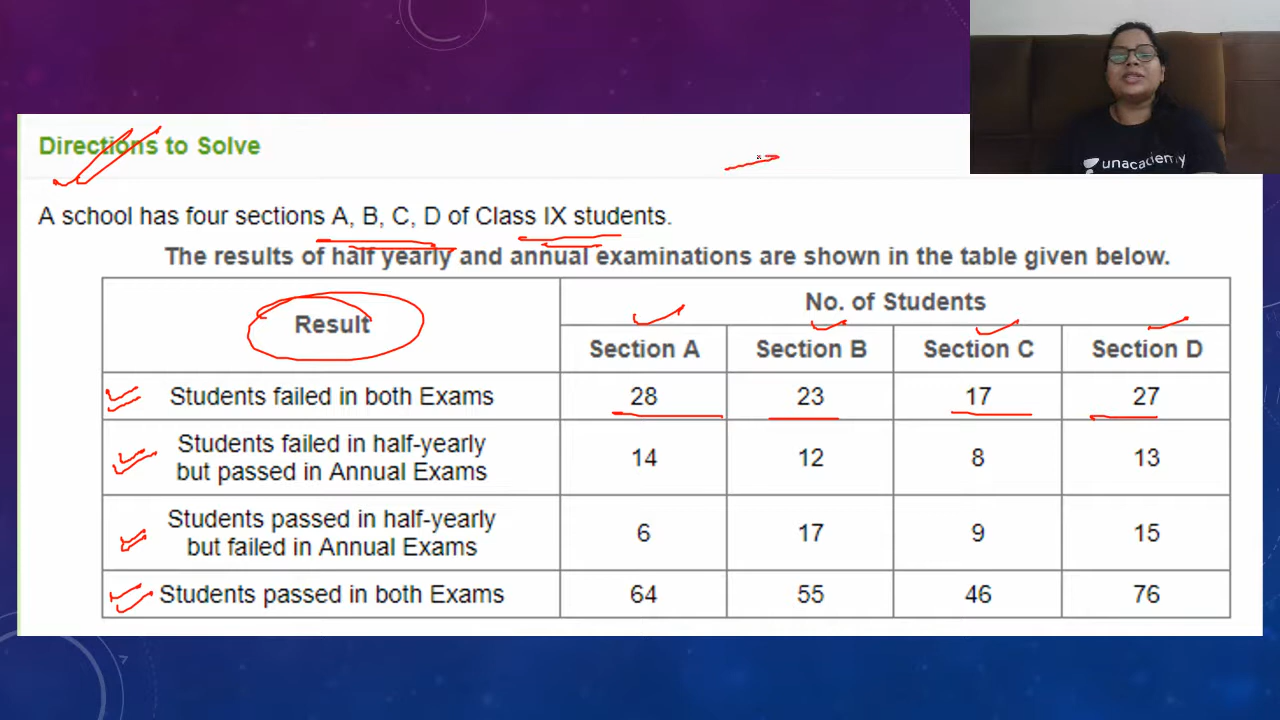 Directions to Solve
unacademy
A school has four sections A, B, C, D of Class IX students.
The results of half yearly and annual examinations are shown in the table given below.
Result
No. of Students
Section A Section B Section C Section D
Students failed in both Exams 28 23 17 27
Students failed in half-yearly
but passed in Annual Exams 14 12 8 13
Students passed in half-yearly
but failed in Annual Exams 6 17 9 15
Students passed in both Exams 64 55 46 76